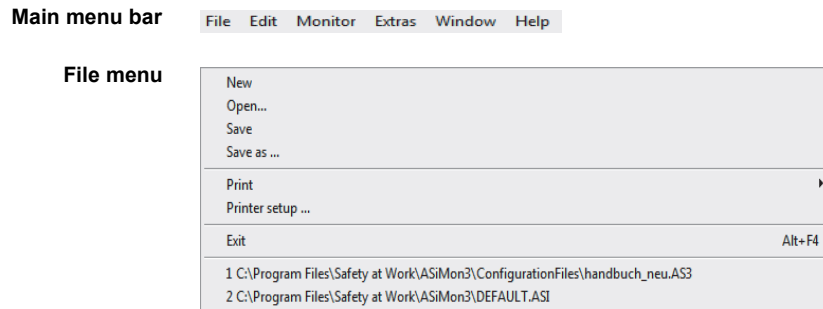 Main menu bar
File Edit Monitor Extras Window Help
File menu
New
Open...
Save
Save as ...
Print
Printer setup ...
Exit Alt+F4
1 C:\Program Files\Safety at Work\ASiMon3\ConfigurationFiles\handbuch_neu.AS3
2 C:\Program Files\Safety at Work\ASiMon3\DEFAULT.ASI